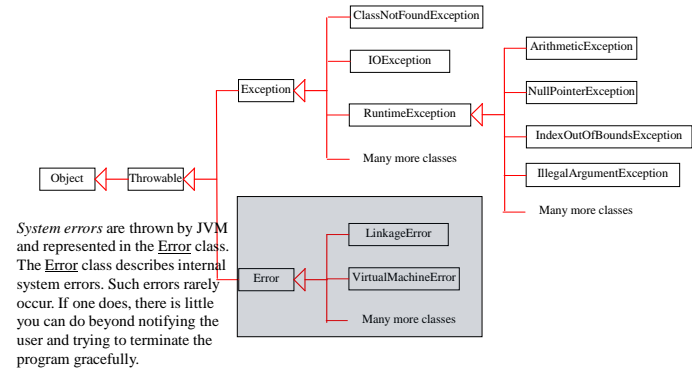 ClassNotFoundException
ArithmeticException
IOException
Exception
NullPointerException
RuntimeException
IndexOutOfBoundsException
Many more classes
Object
Throwable
IllegalArgumentException
Many more classes
System errors are thrown by JVM
and represented in the Error class.
The Error class describes internal
system errors. Such errors rarely
occur. If one does, there is little
you can do beyond notifying the
user and trying to terminate the
program gracefully.
LinkageError
Error
VirtualMachineError
Many more classes